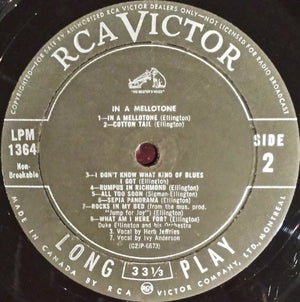 FOR SALE BY AUTHORIZED RCA VICTOR DEALERS ONLY
NOT LICENSED FOR RADIO BROADCAST
RCA VICTOR
"HIS MASTER'S VOICE"
IN A MELLOTONE
1—IN A MELLOTONE (Ellington)
2—COTTON TAIL (Ellington)
LPM
1364
Non-
Breakable
SIDE
2
3—I DON'T KNOW WHAT KIND OF BLUES
I GOT (Ellington)
4—RUMPUS IN RICHMOND (Ellington)
5—ALL TOO SOON (Sigman-Ellington)
6—SEPIA PANORAMA (Ellington)
7—ROCKS IN MY BED (from the mus. prod.
"Jump for Joy") (Ellington)
8—WHAT AM I HERE FOR? (Ellington)
Duke Ellington and his Orchestra
3. Vocal by Herb Jeffries
7. Vocal by Ivy Anderson
(G2JP-6873)
LONG 33⅓ PLAY
MADE IN CANADA BY RCA VICTOR COMPANY, LTD., MONTREAL
RCA